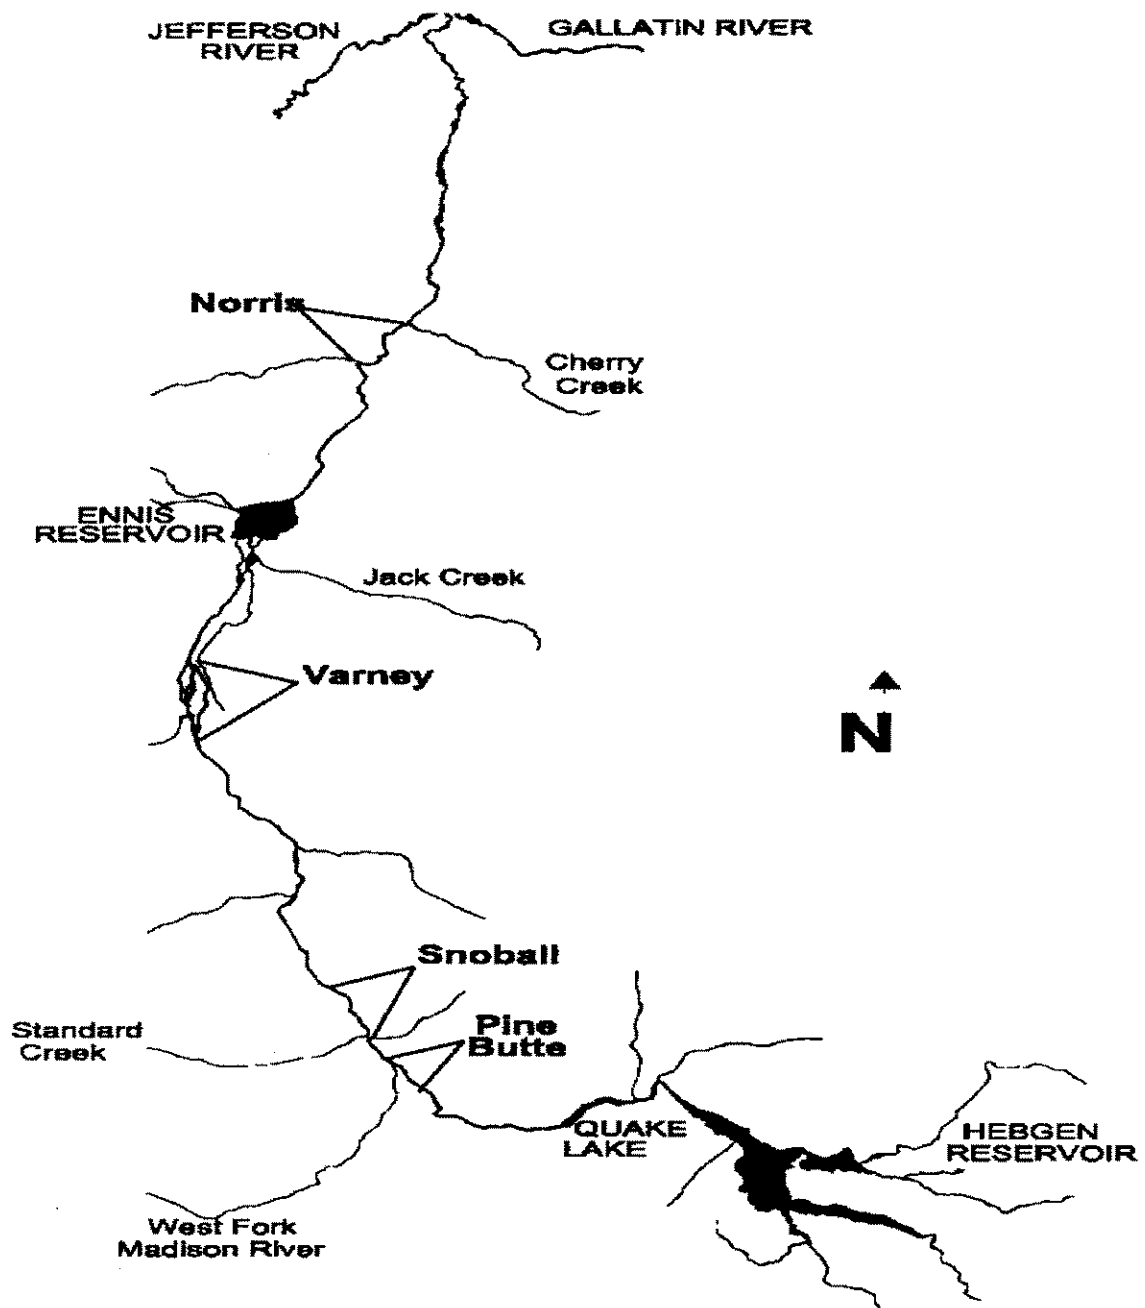 JEFFERSON
RIVER
GALLATIN RIVER
Norris
Cherry
Creek
ENNIS
RESERVOIR
Jack Creek
Varney
N
Snoball
Standard
Creek
Pine
Butte
QUAKE
LAKE
HEBGEN
RESERVOIR
West Fork
Madison River